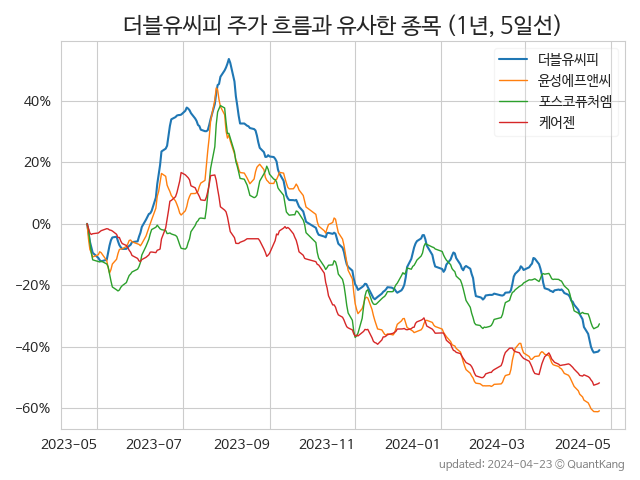 더블유씨피 주가 흐름과 유사한 종목 (1년, 5일선)
더블유씨피
윤성에프앤씨
포스코퓨처엠
케어젠
40%
20%
0%
−20%
−40%
−60%
2023-05 2023-07 2023-09 2023-11 2024-01 2024-03 2024-05
updated: 2024-04-23 © QuantKang